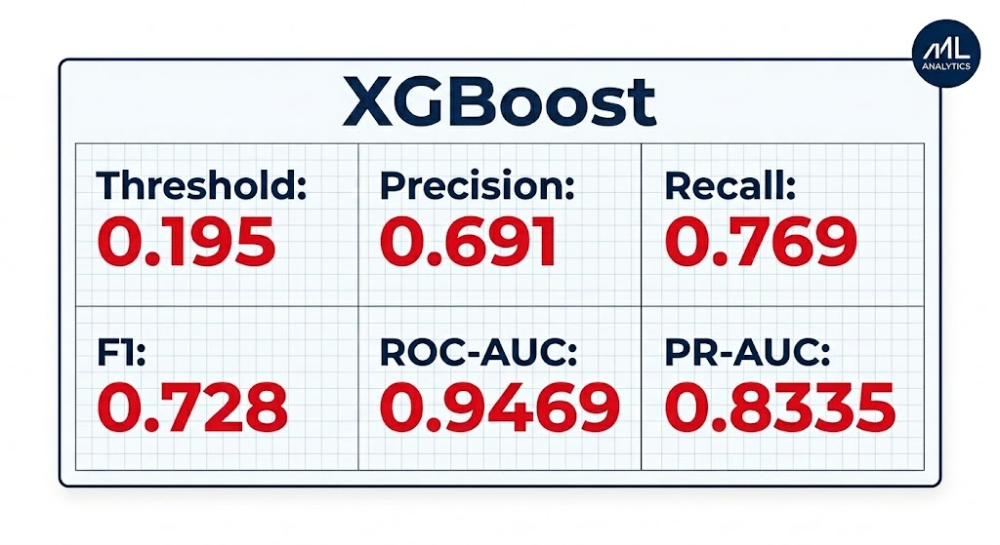 ML
ANALYTICS
XGBoost
Threshold:
0.195
Precision:
0.691
Recall:
0.769
F1:
0.728
ROC-AUC:
0.9469
PR-AUC:
0.8335